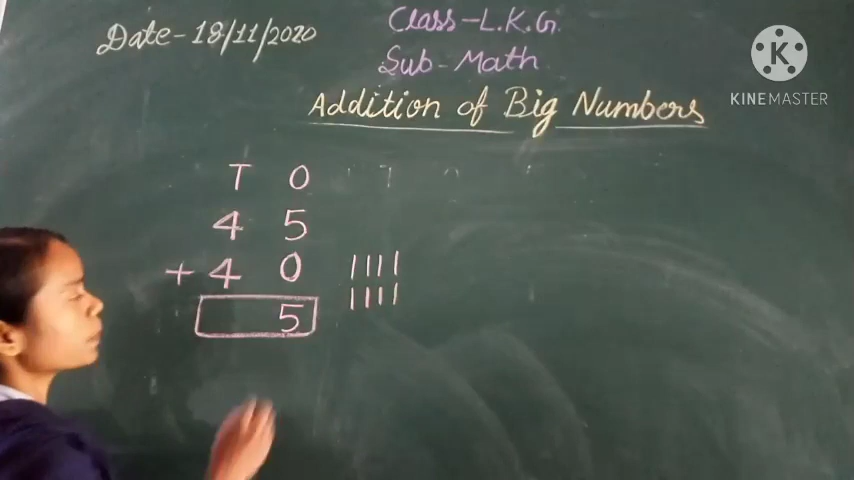 Date - 18/11/2020
Class - L.K.G.
Sub - Math
Addition of Big Numbers
T O
4 5
+ 4 0
5
||||
||||
K
KINEMASTER